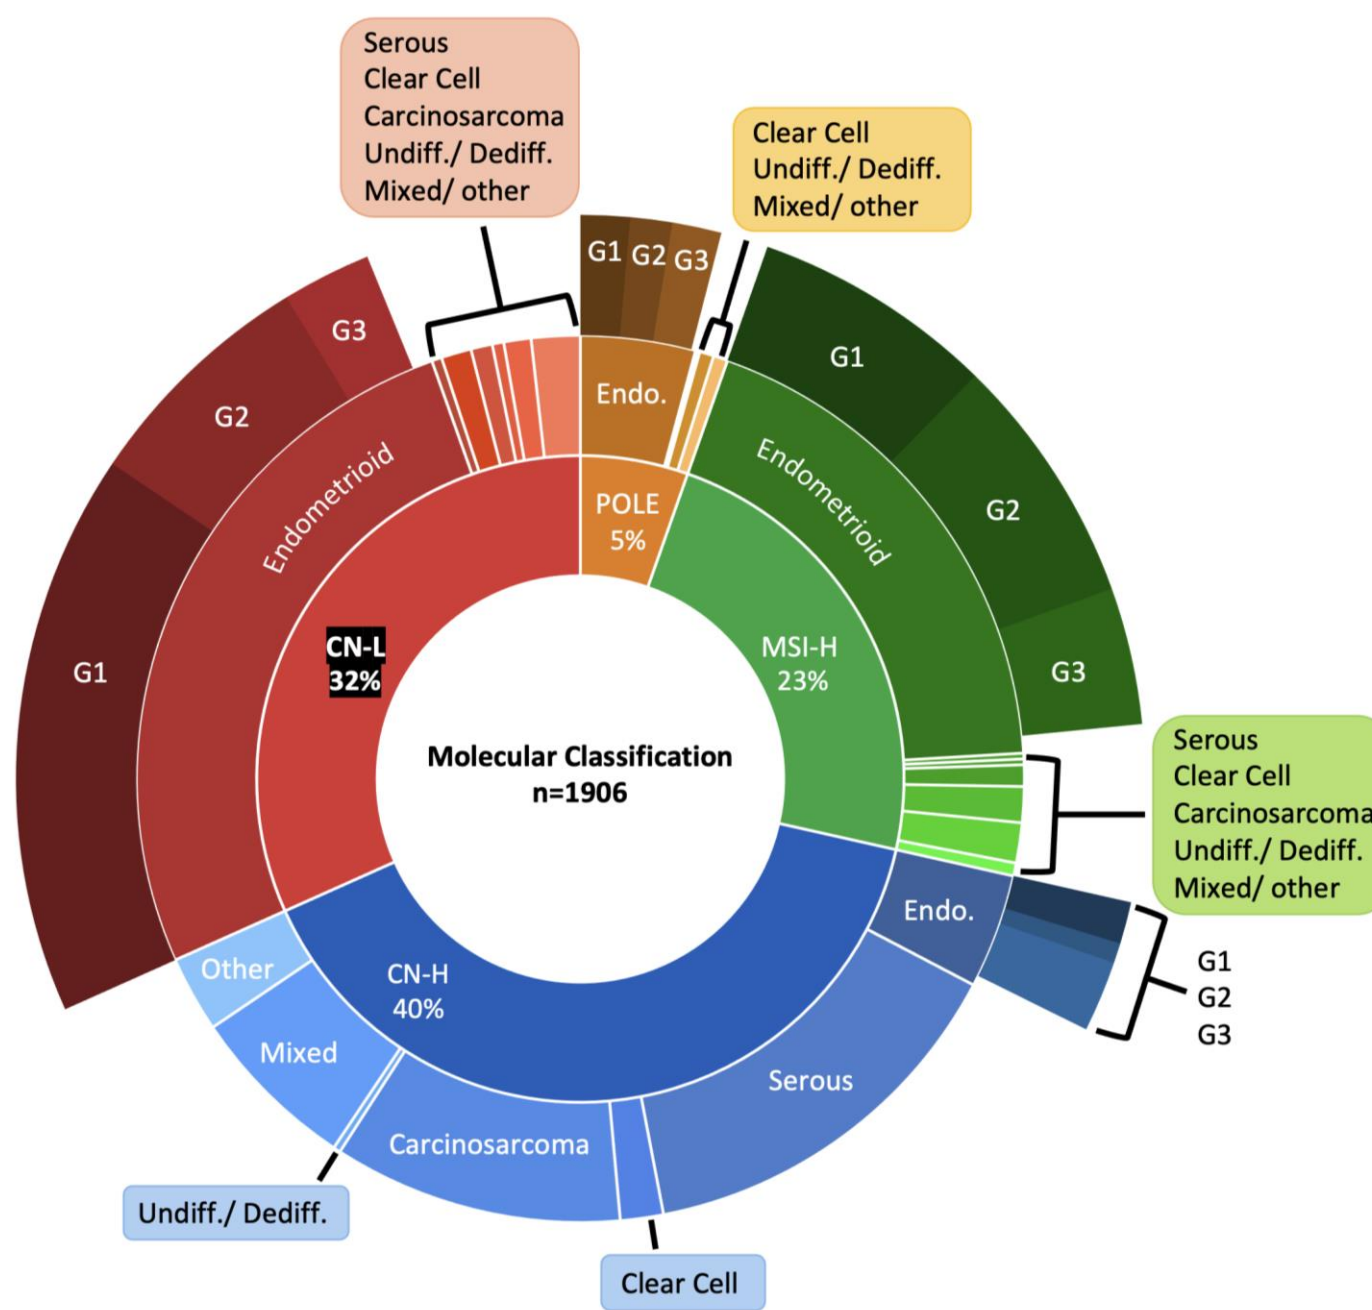 Serous
Clear Cell
Carcinosarcoma
Undiff./ Dediff.
Mixed/ other
Clear Cell
Undiff./ Dediff.
Mixed/ other
G1
G2
G3
Endo.
POLE
5%
G1
G2
G3
Endometrioid
MSI-H
23%
Serous
Clear Cell
Carcinosarcoma
Undiff./ Dediff.
Mixed/ other
G3
G2
G1
Endometrioid
CN-L
32%
Molecular Classification
n=1906
Endo.
G1
G2
G3
CN-H
40%
Other
Mixed
Carcinosarcoma
Serous
Undiff./ Dediff.
Clear Cell